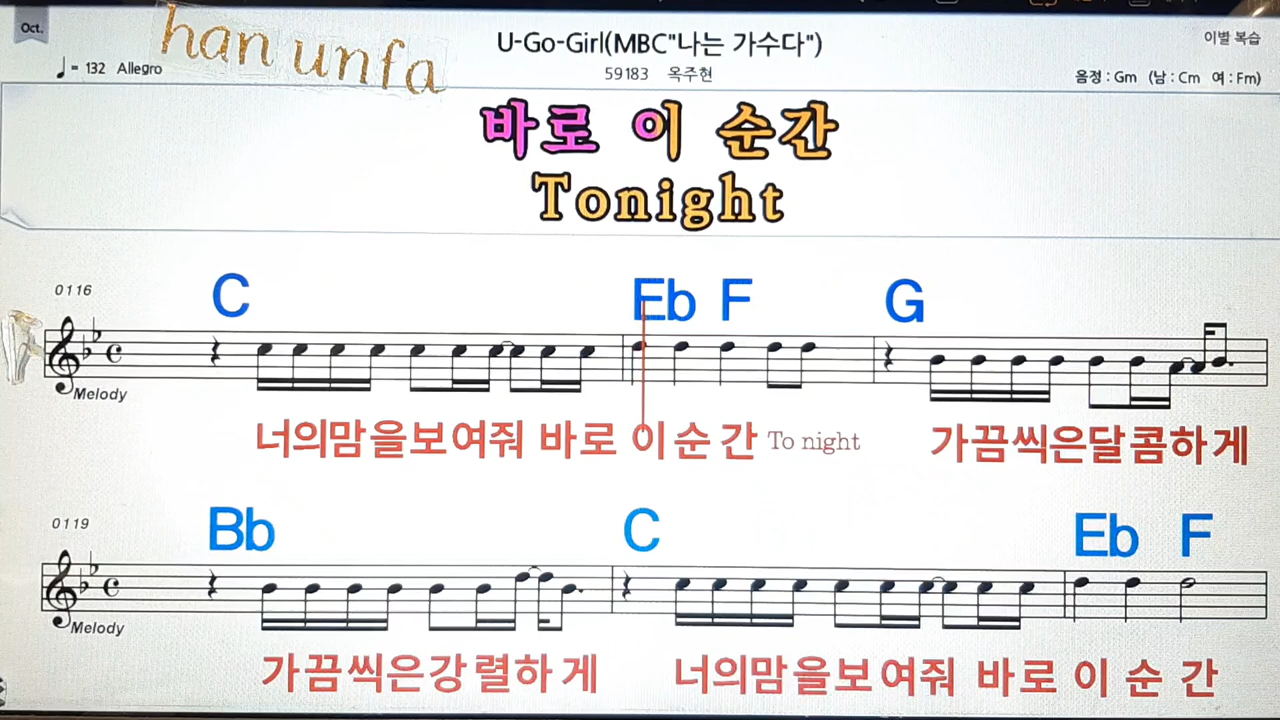 Oct.
han unfa
U-Go-Girl(MBC"나는 가수다")
이별 복습
♩= 132 Allegro
59183 옥주현
음정 : Gm (남 : Cm 여 : Fm)
바로 이 순간
Tonight
0116
C Eb F G
Melody
너의맘을보여줘 바로 이 순 간 To night 가끔씩은달콤하게
0119
Bb C Eb F
Melody
가끔씩은강렬하게 너의맘을보여줘 바로 이 순 간